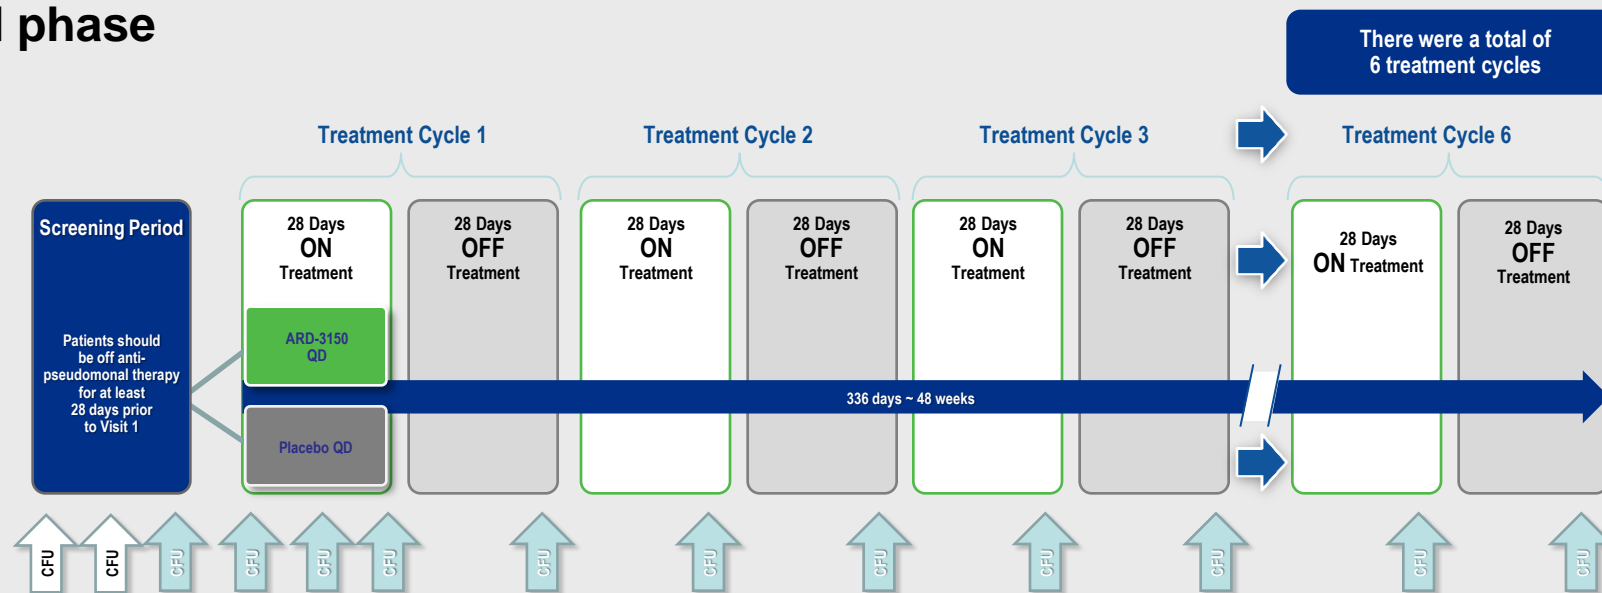 phase
There were a total of
6 treatment cycles
Treatment Cycle 1
Treatment Cycle 2
Treatment Cycle 3
Treatment Cycle 6
Screening Period
Patients should
be off anti-
pseudomonal therapy
for at least
28 days prior
to Visit 1
28 Days
ON
Treatment
28 Days
OFF
Treatment
28 Days
ON
Treatment
28 Days
OFF
Treatment
28 Days
ON
Treatment
28 Days
OFF
Treatment
28 Days
ON Treatment
28 Days
OFF
Treatment
ARD-3150
QD
336 days ~ 48 weeks
Placebo QD
CFU
CFU
CFU
CFU
CFU
CFU
CFU
CFU
CFU
CFU
CFU
CFU
CFU